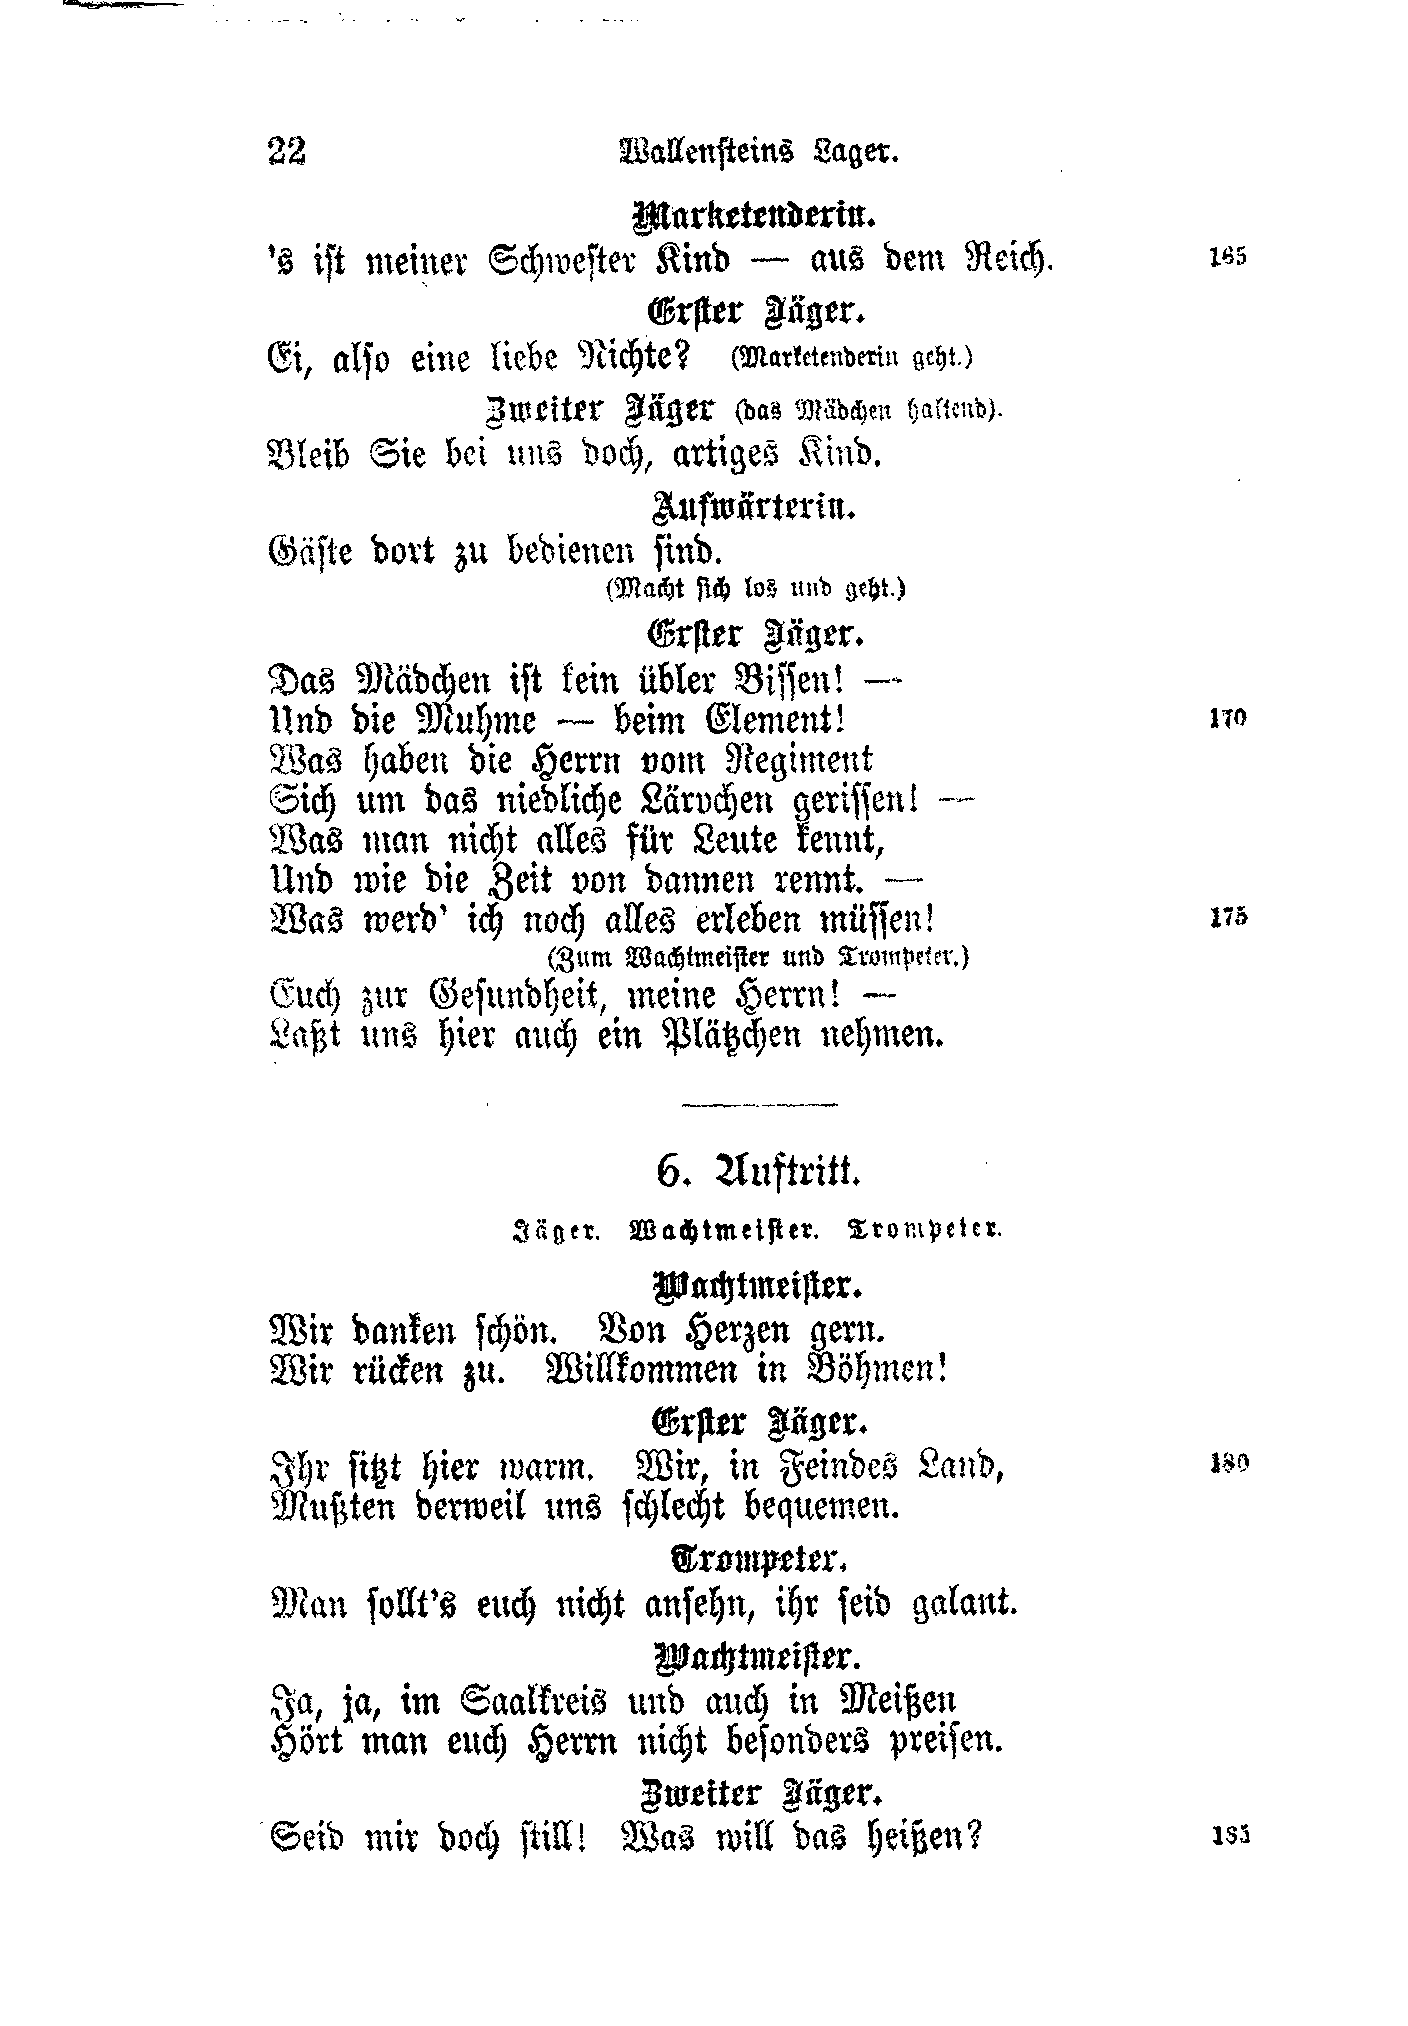 22 Wallensteins Lager.
Marketenderin.
's ist meiner Schwester Kind — aus dem Reich. 165
Erster Jäger.
Ei, also eine liebe Nichte? (Marketenderin geht.)
Zweiter Jäger (das Mädchen haltend).
Bleib Sie bei uns doch, artiges Kind.
Aufwärterin.
Gäste dort zu bedienen sind.
(Macht sich los und geht.)
Erster Jäger.
Das Mädchen ist kein übler Bissen! —
Und die Muhme — beim Element! 170
Was haben die Herrn vom Regiment
Sich um das niedliche Lärvchen gerissen! —
Was man nicht alles für Leute kennt,
Und wie die Zeit von dannen rennt. —
Was werd' ich noch alles erleben müssen! 175
(Zum Wachtmeister und Trompeter.)
Euch zur Gesundheit, meine Herrn! —
Laßt uns hier auch ein Plätzchen nehmen.
6. Auftritt.
Jäger. Wachtmeister. Trompeter.
Wachtmeister.
Wir danken schön. Von Herzen gern.
Wir rücken zu. Willkommen in Böhmen!
Erster Jäger.
Ihr sitzt hier warm. Wir, in Feindes Land, 180
Mußten derweil uns schlecht bequemen.
Trompeter.
Man sollt's euch nicht ansehn, ihr seid galant.
Wachtmeister.
Ja, ja, im Saalkreis und auch in Meißen
Hört man euch Herrn nicht besonders preisen.
Zweiter Jäger.
Seid mir doch still! Was will das heißen? 185